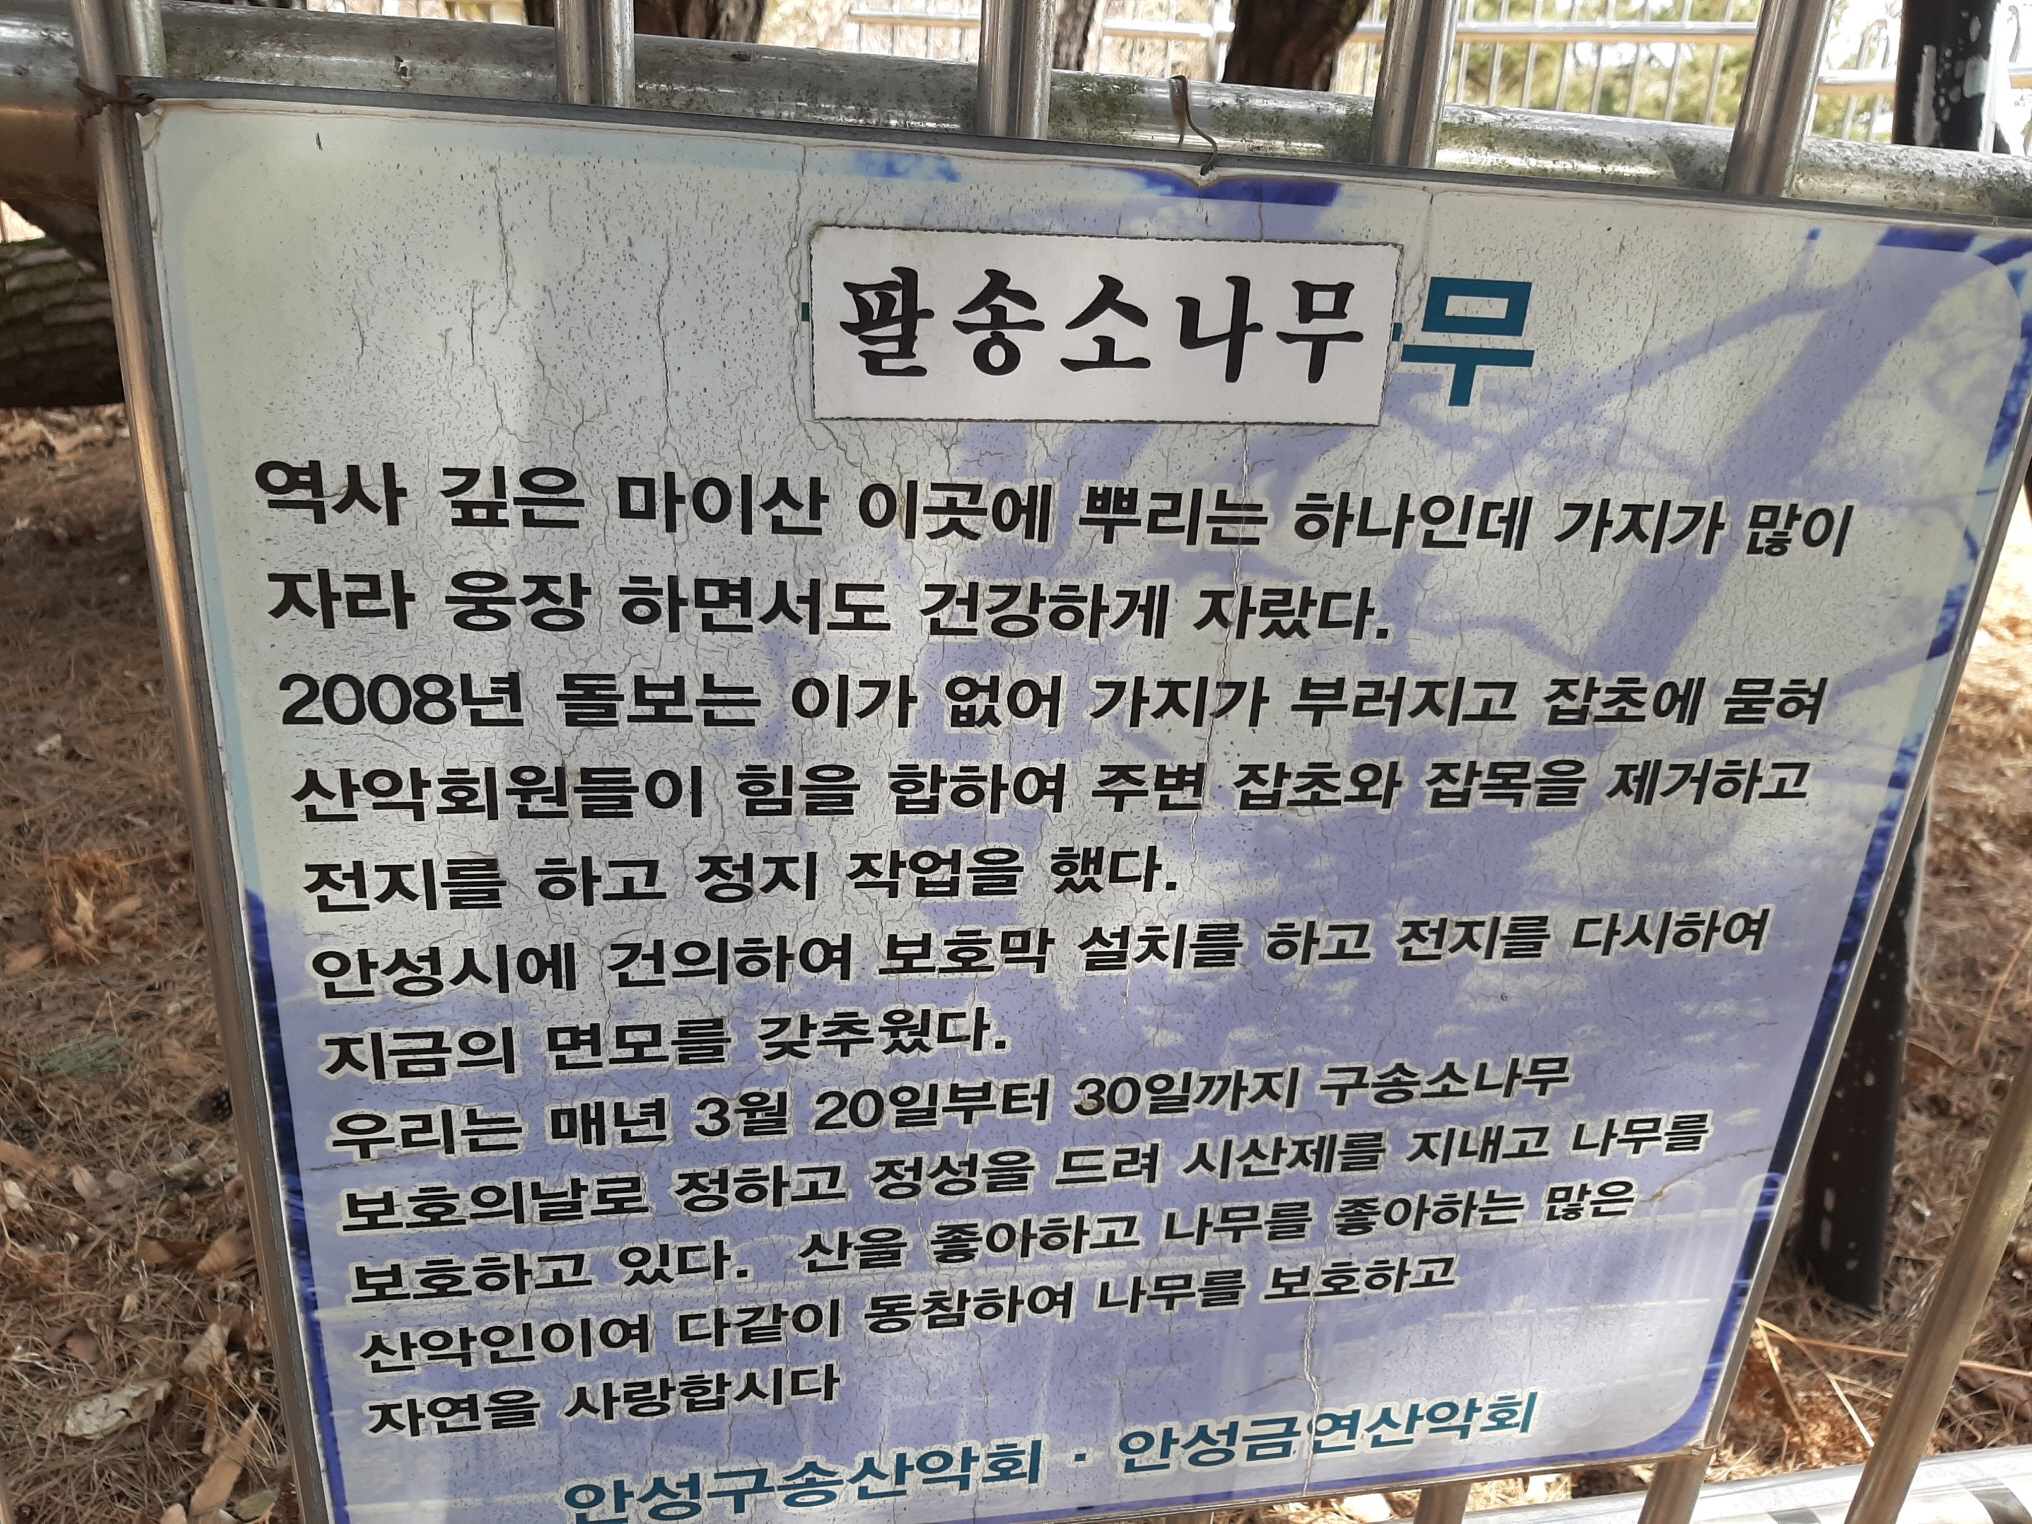 팔송소나무 무
역사 깊은 마이산 이곳에 뿌리는 하나인데 가지가 많이
자라 웅장 하면서도 건강하게 자랐다.
2008년 돌보는 이가 없어 가지가 부러지고 잡초에 묻혀
산악회원들이 힘을 합하여 주변 잡초와 잡목을 제거하고
전지를 하고 정지 작업을 했다.
안성시에 건의하여 보호막 설치를 하고 전지를 다시하여
지금의 면모를 갖추웠다.
우리는 매년 3월 20일부터 30일까지 구송소나무
보호의날로 정하고 정성을 드려 시산제를 지내고 나무를
보호하고 있다. 산을 좋아하고 나무를 좋아하는 많은
산악인이여 다같이 동참하여 나무를 보호하고
자연을 사랑합시다
안성구송산악회 · 안성금연산악회